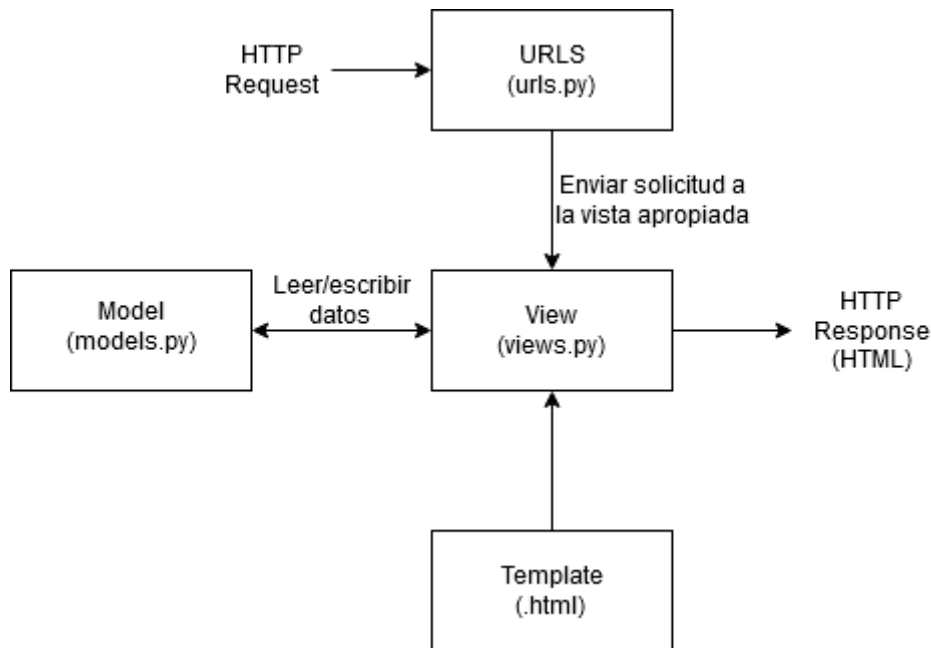 HTTP
Request
URLS
(urls.py)
Enviar solicitud a
la vista apropiada
Model
(models.py)
Leer/escribir
datos
View
(views.py)
HTTP
Response
(HTML)
Template
(.html)